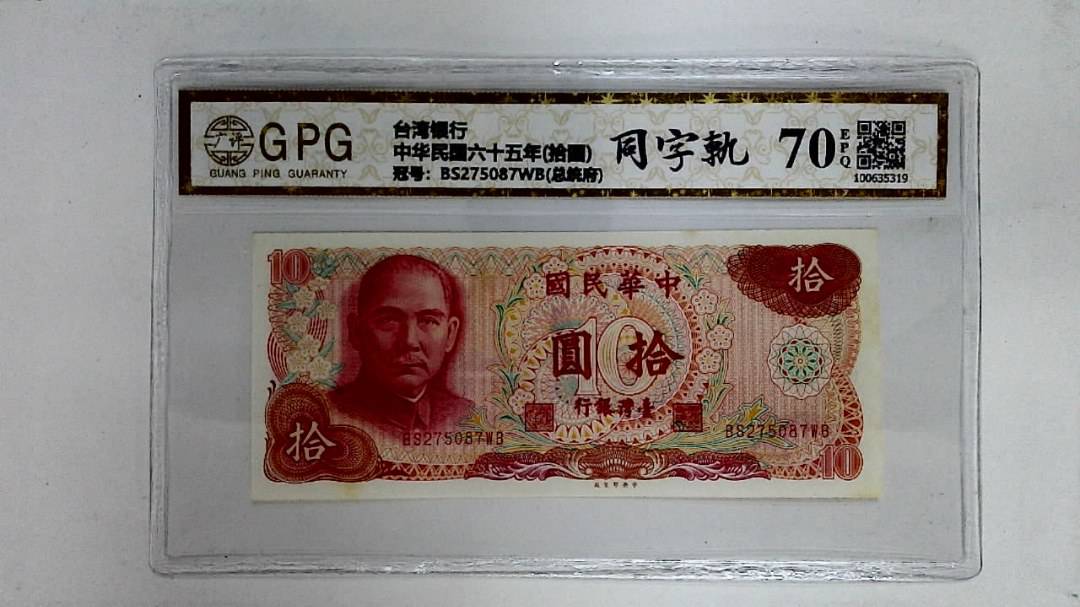 GPG
GUANG PING GUARANTY
台湾银行
中华民国六十五年(拾圆)
冠号：BS275087WB(总统府)
同字軌
70
EPQ
100635319
10
國民華中
拾
10
圓拾
行銀灣臺
BS275087WB
BS275087WB
拾
10